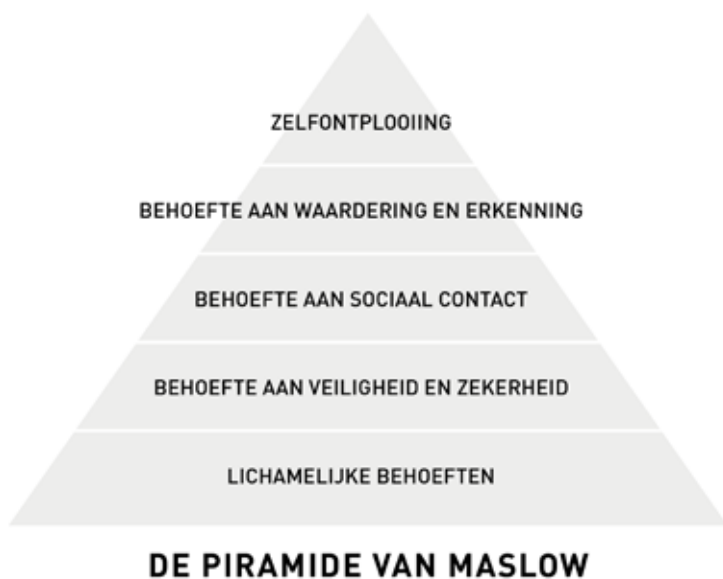 ZELFONTPLOOIING
BEHOEFTE AAN WAARDERING EN ERKENNING
BEHOEFTE AAN SOCIAAL CONTACT
BEHOEFTE AAN VEILIGHEID EN ZEKERHEID
LICHAMELIJKE BEHOEFTEN
DE PIRAMIDE VAN MASLOW